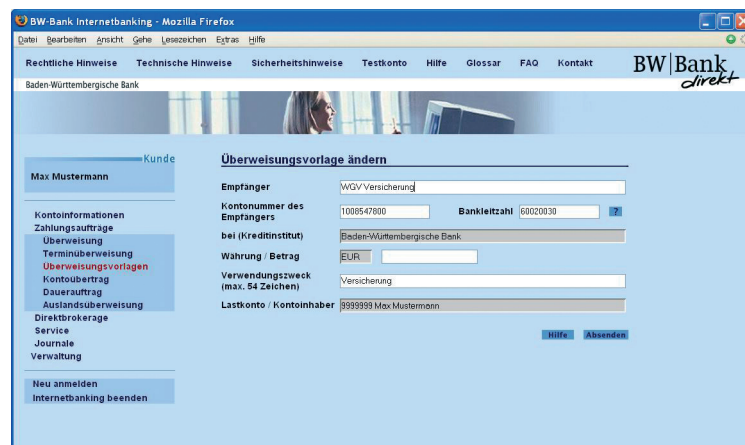 BW-Bank Internetbanking - Mozilla Firefox
Datei Bearbeiten Ansicht Gehe Lesezeichen Extras Hilfe
Rechtliche Hinweise Technische Hinweise Sicherheitshinweise Testkonto Hilfe Glossar FAQ Kontakt
BW|Bank
direkt
Baden-Württembergische Bank
Kunde
Max Mustermann
Kontoinformationen
Zahlungsaufträge
Überweisung
Terminüberweisung
Überweisungsvorlagen
Kontoübertrag
Dauerauftrag
Auslandsüberweisung
Direktbrokerage
Service
Journale
Verwaltung
Neu anmelden
Internetbanking beenden
Überweisungsvorlage ändern
Empfänger WGV Versicherung
Kontonummer des
Empfängers 1008547800 Bankleitzahl 60020030 ?
bei (Kreditinstitut) Baden-Württembergische Bank
Währung / Betrag EUR
Verwendungszweck
(max. 54 Zeichen) Versicherung
Lastkonto / Kontoinhaber 9999999 Max Mustermann
Hilfe Absenden